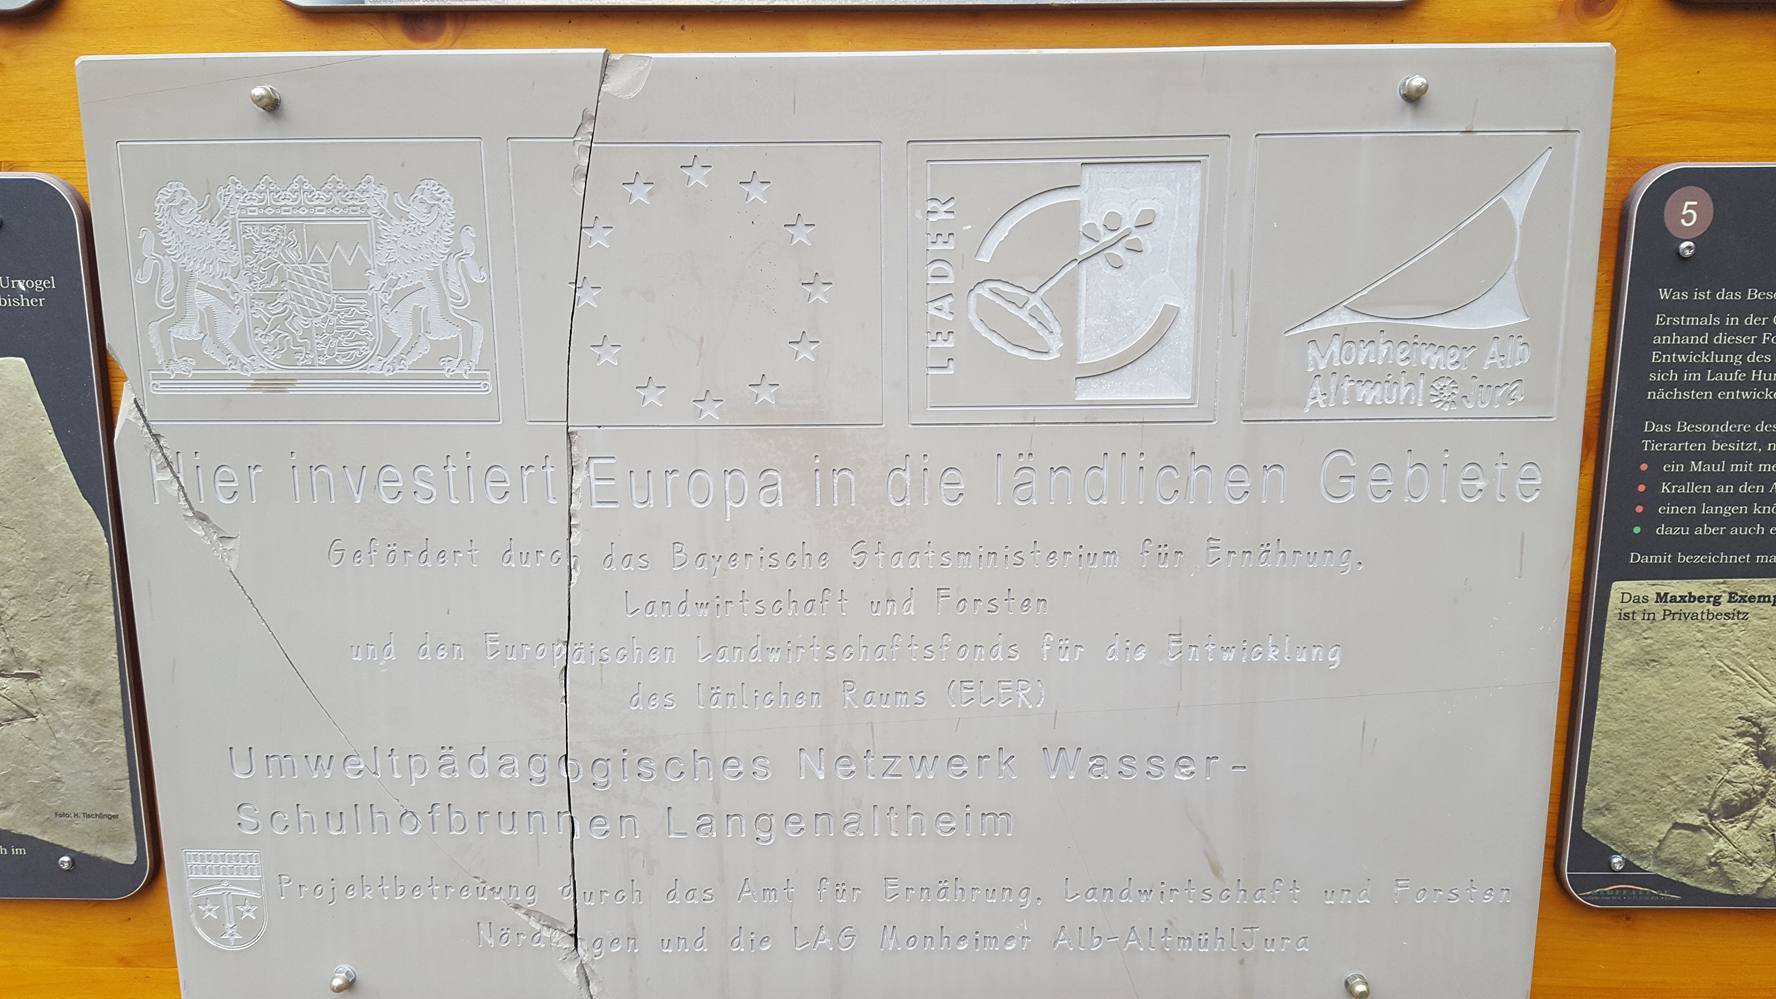 LEADER
Monheimer Alb
Altmühl Jura
Hier investiert Europa in die ländlichen Gebiete
Gefördert durch das Bayerische Staatsministerium für Ernährung,
Landwirtschaft und Forsten
und den Europäischen Landwirtschaftsfonds für die Entwicklung
des länlichen Raums (ELER)
Umweltpädagogisches Netzwerk Wasser-
Schulhofbrunnen Langenaltheim
Projektbetreuung durch das Amt für Ernährung, Landwirtschaft und Forsten
Nördlingen und die LAG Monheimer Alb-AltmühlJura
Urvogel
bisher
Foto: H. Tischlinger
h im
5
Was ist das Bes
Erstmals in der
anhand dieser Fo
Entwicklung des
sich im Laufe Hu
nächsten entwick
Das Besondere des
Tierarten besitzt, n
ein Maul mit me
Krallen an den A
einen langen kn
dazu aber auch e
Damit bezeichnet ma
Das Maxberg Exemp
ist in Privatbesitz